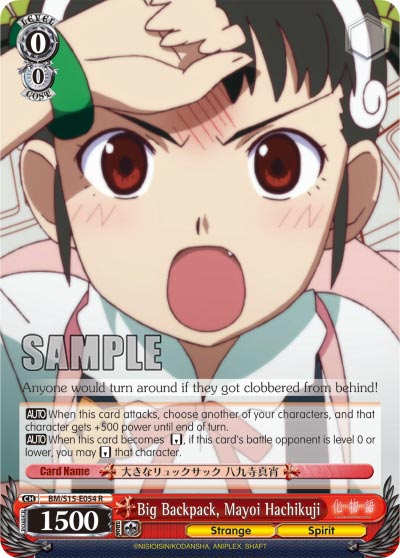 LEVEL
0
0
COST
SAMPLE
Anyone would turn around if they got clobbered from behind!
AUTO When this card attacks, choose another of your characters, and that
character gets +500 power until end of turn.
AUTO When this card becomes , if this card's battle opponent is level 0 or
lower, you may that character.
Card Name 大きなリュックサック 八九寺真宵
CH BM/S15-E054 R
POWER 1500
Big Backpack, Mayoi Hachikuji
化物語
Strange Spirit
©NISIOISIN/KODANSHA, ANIPLEX, SHAFT